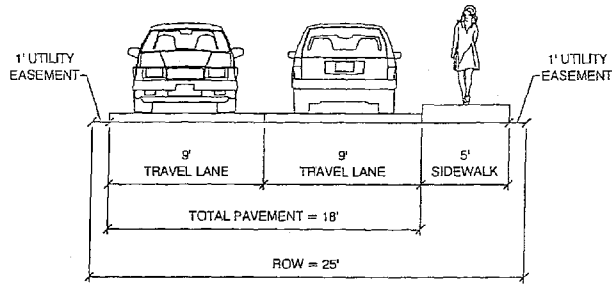 1' UTILITY
EASEMENT
1' UTILITY
EASEMENT
9'
TRAVEL LANE
9'
TRAVEL LANE
5'
SIDEWALK
TOTAL PAVEMENT = 18'
ROW = 25'